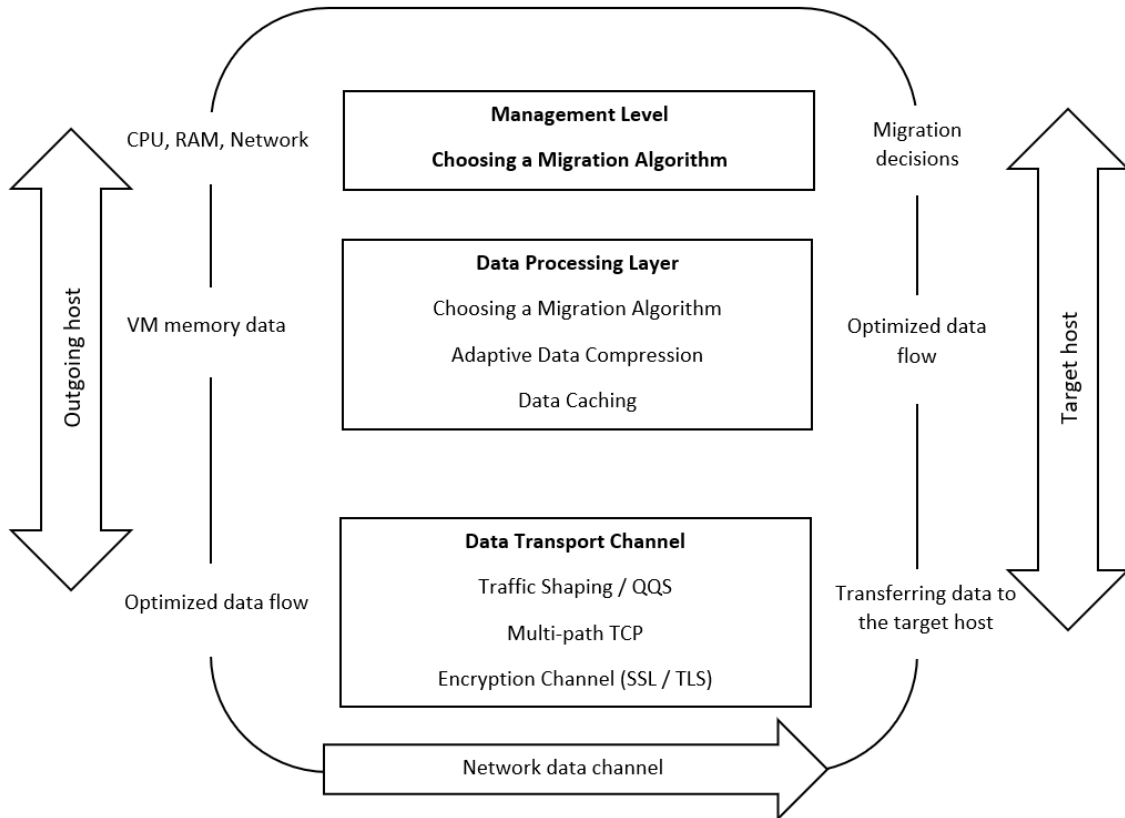 Management Level
Choosing a Migration Algorithm
CPU, RAM, Network
Migration
decisions
Data Processing Layer
Choosing a Migration Algorithm
Adaptive Data Compression
Data Caching
VM memory data
Optimized data
flow
Outgoing host
Target host
Data Transport Channel
Traffic Shaping / QQS
Multi-path TCP
Encryption Channel (SSL / TLS)
Optimized data flow
Transferring data to
the target host
Network data channel